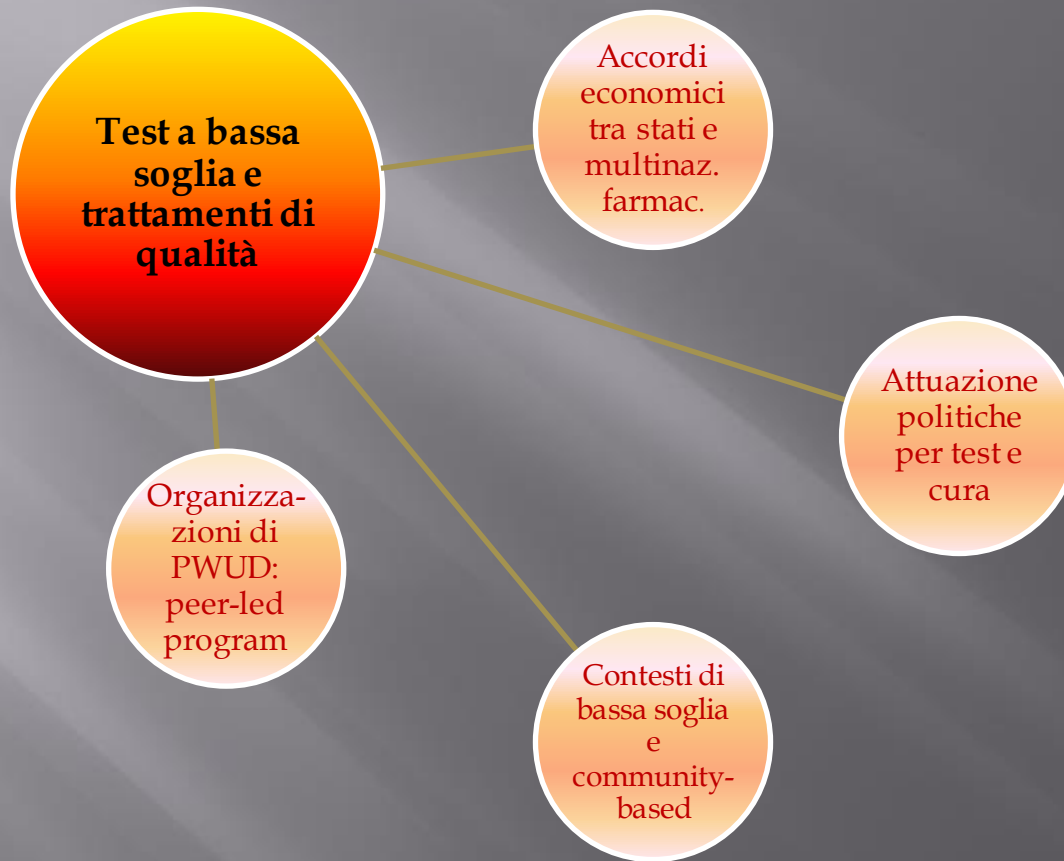 Test a bassa
soglia e
trattamenti di
qualità
Accordi
economici
tra stati e
multinaz.
farmac.
Attuazione
politiche
per test e
cura
Contesti di
bassa soglia
e
community-
based
Organizza-
zioni di
PWUD:
peer-led
program